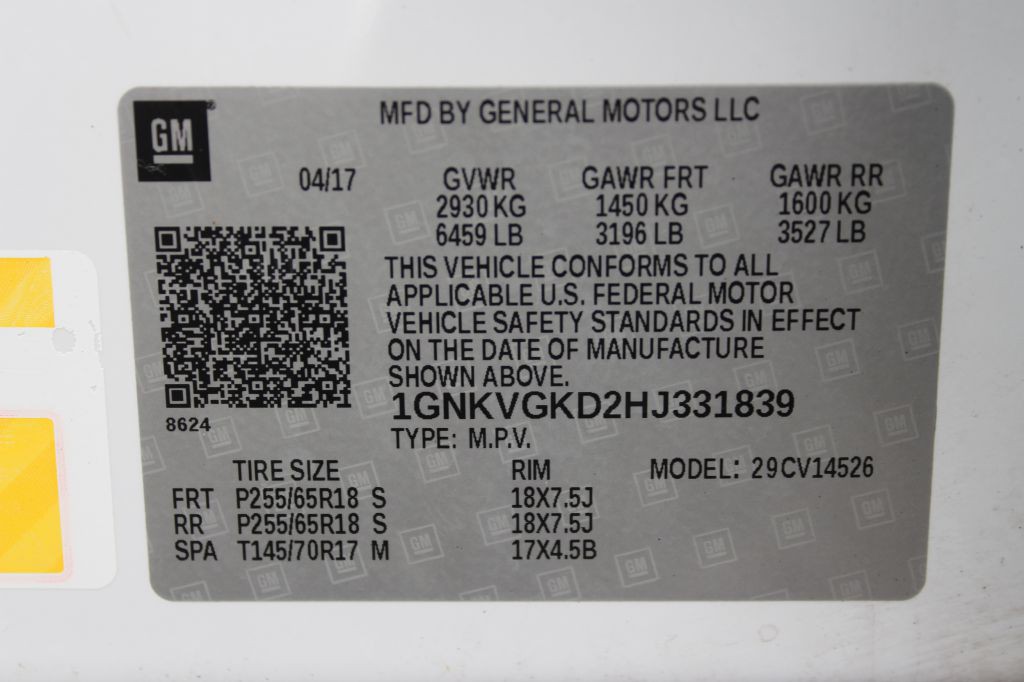 GM
MFD BY GENERAL MOTORS LLC
04/17
GVWR GAWR FRT GAWR RR
2930 KG 1450 KG 1600 KG
6459 LB 3196 LB 3527 LB
THIS VEHICLE CONFORMS TO ALL
APPLICABLE U.S. FEDERAL MOTOR
VEHICLE SAFETY STANDARDS IN EFFECT
ON THE DATE OF MANUFACTURE
SHOWN ABOVE.
1GNKVGKD2HJ331839
8624
TYPE: M.P.V.
TIRE SIZE RIM MODEL: 29CV14526
FRT P255/65R18 S 18X7.5J
RR P255/65R18 S 18X7.5J
SPA T145/70R17 M 17X4.5B